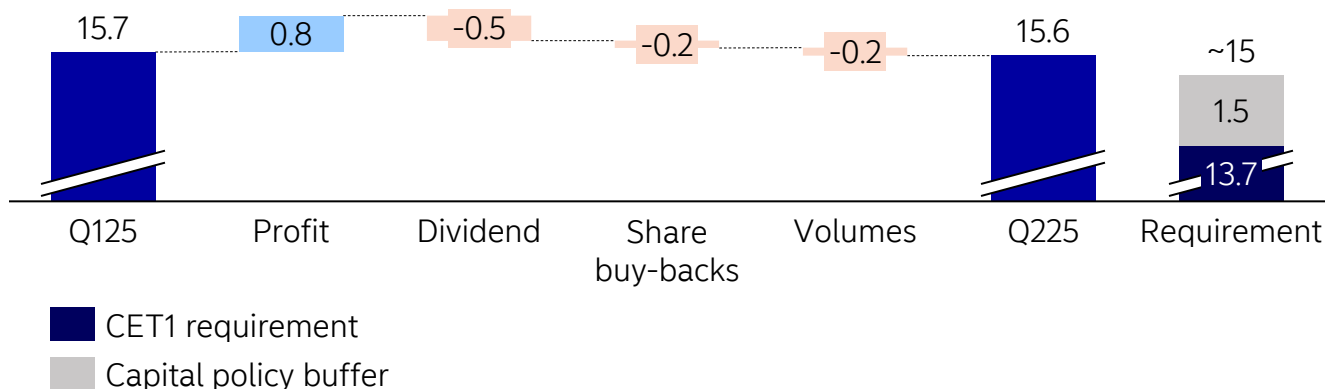 15.7
0.8
-0.5
-0.2
-0.2
15.6
~15
1.5
13.7
Q125
Profit
Dividend
Share
buy-backs
Volumes
Q225
Requirement
CET1 requirement
Capital policy buffer